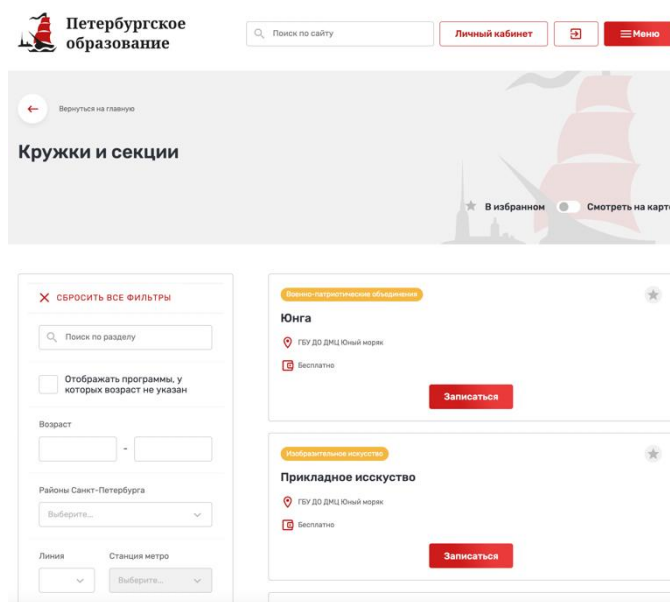 Петербургское
образование
Поиск по сайту
Личный кабинет
Меню
Вернуться на главную
Кружки и секции
В избранном
Смотреть на карте
СБРОСИТЬ ВСЕ ФИЛЬТРЫ
Поиск по разделу
Отображать программы, у
которых возраст не указан
Возраст
-
Районы Санкт-Петербурга
Выберите...
Линия Станция метро
Выберите...
Военно-патриотические объединения
Юнга
ГБУ ДО ДМЦ Юный моряк
Бесплатно
Записаться
Изобразительное искусство
Прикладное исскуство
ГБУ ДО ДМЦ Юный моряк
Бесплатно
Записаться